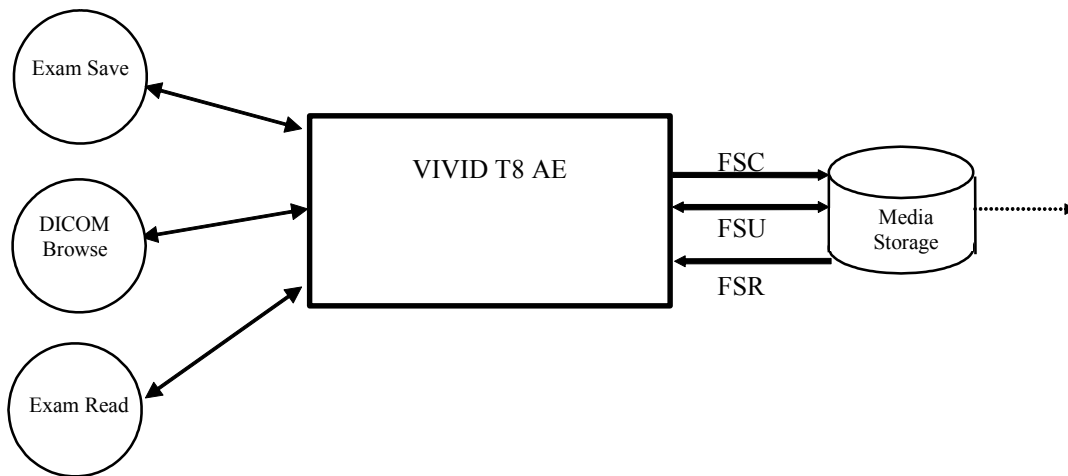 Exam Save
DICOM
Browse
Exam Read
VIVID T8 AE
FSC
FSU
FSR
Media
Storage